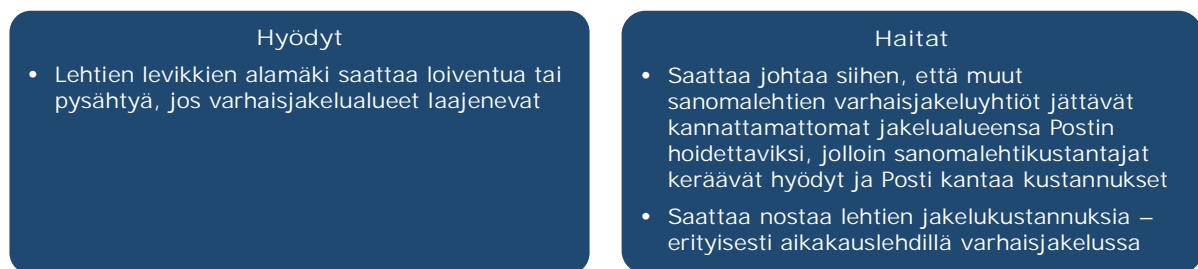 Hyödyt
• Lehtien levikkien alamäki saattaa loiventua tai
pysähtyä, jos varhaisjakelualueet laajenevat
Haitat
• Saattaa johtaa siihen, että muut
sanomalehtien varhaisjakeluyhtiöt jättävät
kannattamattomat jakelualueensa Postin
hoidettaviksi, jolloin sanomalehtikustantajat
keräävät hyödyt ja Posti kantaa kustannukset
• Saattaa nostaa lehtien jakelukustannuksia –
erityisesti aikakauslehdillä varhaisjakelussa